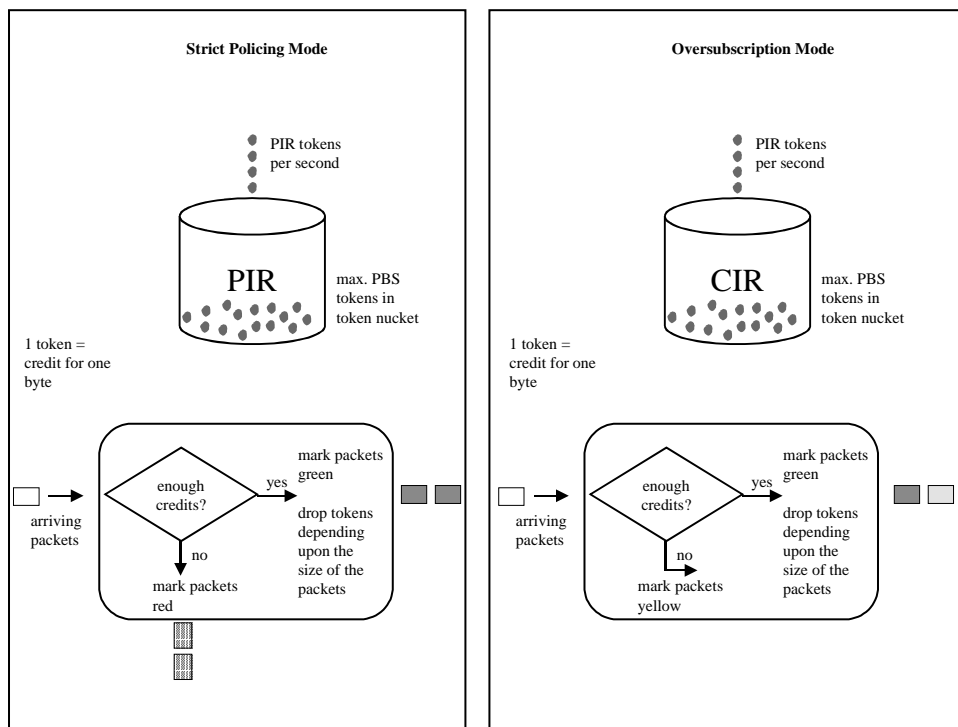 Strict Policing Mode
PIR tokens
per second
PIR
max. PBS
tokens in
token nucket
1 token =
credit for one
byte
enough
credits?
yes
mark packets
green
drop tokens
depending
upon the
size of the
packets
arriving
packets
no
mark packets
red
Oversubscription Mode
PIR tokens
per second
CIR
max. PBS
tokens in
token nucket
1 token =
credit for one
byte
enough
credits?
yes
mark packets
green
drop tokens
depending
upon the
size of the
packets
arriving
packets
no
mark packets
yellow